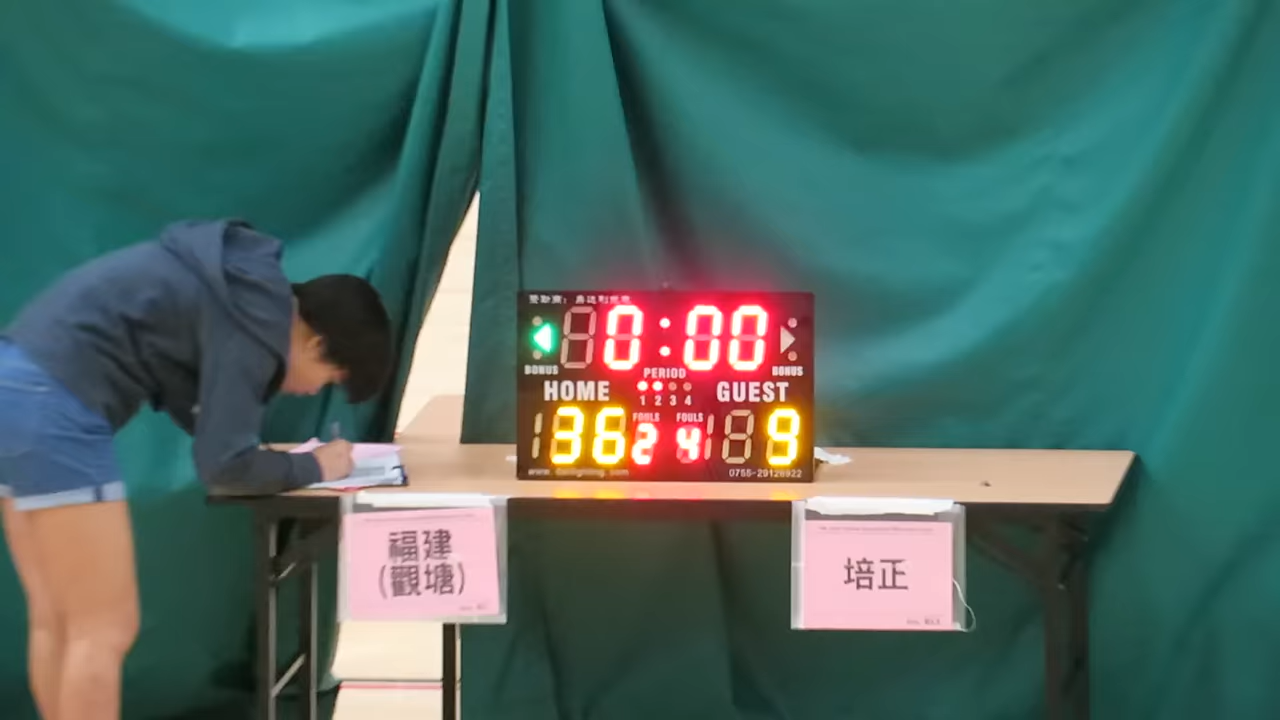 0:00
BONUS
PERIOD
BONUS
HOME
1 2 3 4
GUEST
FOULS
FOULS
36
2
4
9
0755-29126922
福建
(觀塘)
培正